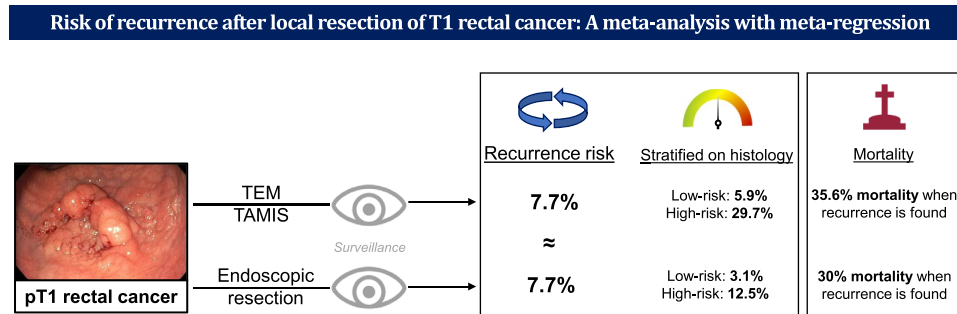 Risk of recurrence after local resection of T1 rectal cancer: A meta-analysis with meta-regression
Recurrence risk
Stratified on histology
Mortality
TEM
TAMIS
7.7%
Low-risk: 5.9%
High-risk: 29.7%
35.6% mortality when
recurrence is found
Surveillance
≈
Endoscopic
resection
7.7%
Low-risk: 3.1%
High-risk: 12.5%
30% mortality when
recurrence is found
pT1 rectal cancer